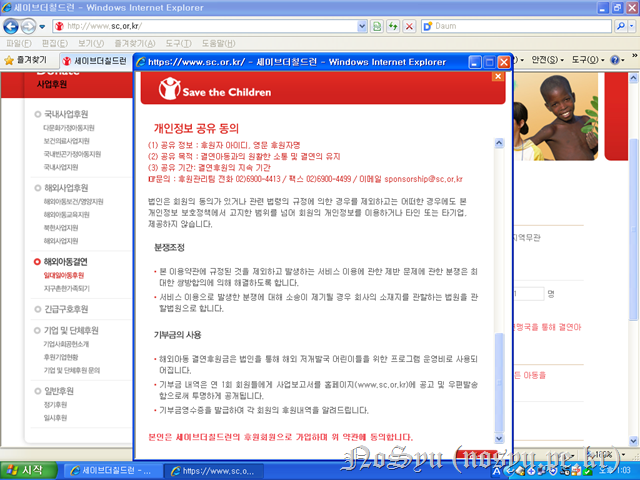 세이브더칠드런 - Windows Internet Explorer
http://www.sc.or.kr/
Daum
파일(F) 편집(E) 보기(V) 즐겨찾기(A) 도구(T) 도움말(H)
즐겨찾기
세이브더칠드런
안전(S)
도구(O)
https://www.sc.or.kr/ - 세이브더칠드런 - Windows Internet Explorer
Donate
사업후원
국내사업후원
다문화가정아동지원
보건의료사업지원
국내빈곤가정아동지원
국내사업지원
해외사업후원
해외아동보건/영양지원
해외아동교육지원
북한사업지원
해외사업지원
해외아동결연
일대일아동후원
지구촌한가족되기
긴급구호후원
기업 및 단체후원
기업사회공헌소개
후원기업현황
기업 및 단체후원 문의
일반후원
정기후원
일시후원
Save the Children
개인정보 공유 동의
(1) 공유 정보 : 후원자 아이디, 영문 후원자명
(2) 공유 목적 : 결연아동과의 원활한 소통 및 결연의 유지
(3) 공유 기간: 결연후원의 지속 기간
☞문의 : 후원관리팀 전화 02)6900-4413 / 팩스 02)6900-4499 / 이메일 sponsorship@sc.or.kr
법인은 회원의 동의가 있거나 관련 법령의 규정에 의한 경우를 제외하고는 어떠한 경우에도 본
개인정보 보호정책에서 고지한 범위를 넘어 회원의 개인정보를 이용하거나 타인 또는 타기업.
제공하지 않습니다.
분쟁조정
• 본 이용약관에 규정된 것을 제외하고 발생하는 서비스 이용에 관한 제반 문제에 관한 분쟁은 최
대한 쌍방합의에 의해 해결하도록 합니다.
• 서비스 이용으로 발생한 분쟁에 대해 소송이 제기될 경우 회사의 소재지를 관할하는 법원을 관
할법원으로 합니다.
기부금의 사용
• 해외아동 결연후원금은 법인을 통해 해외 저개발국 어린이들을 위한 프로그램 운영비로 사용되
어집니다.
• 기부금 내역은 연 1회 회원들에게 사업보고서를 홈페이지(www.sc.or.kr)에 공고 및 우편발송
함으로써 투명하게 공개됩니다.
• 기부금영수증을 발급하여 각 회원의 후원내역을 알려드립니다.
본인은 세이브더칠드런의 후원회원으로 가입하며 위 약관에 동의합니다.
지역무관
1 명
면국을 통해 결연아
른 아동을
100%
NoSyu (nosyu.pe.kr)
시작
세이브더칠드런 - ...
https://www.sc.o...
오후 1:03